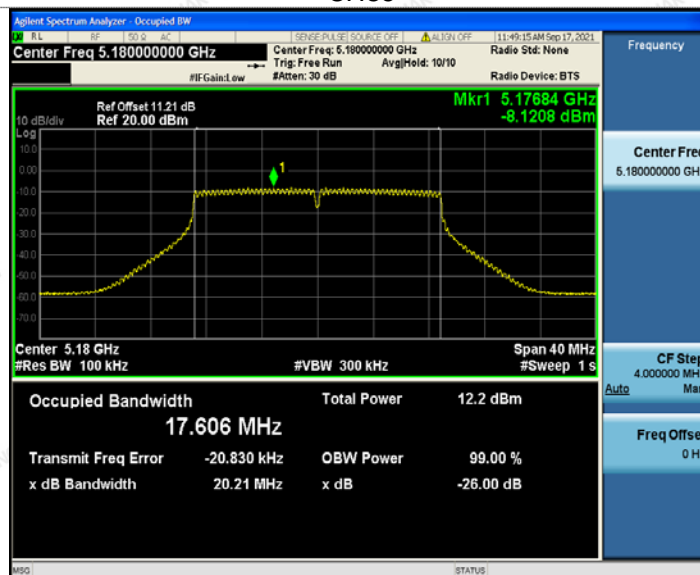 Agilent Spectrum Analyzer - Occupied BW
RL RF 50 Ω AC SENSE:PULSE SOURCE OFF ALIGN OFF 11:49:15 AM Sep 17, 2021
Center Freq 5.180000000 GHz
Center Freq: 5.180000000 GHz
Radio Std: None
Trig: Free Run Avg|Hold: 10/10
#IFGain:Low #Atten: 30 dB
Radio Device: BTS
Frequency
Ref Offset 11.21 dB
Mkr1 5.17684 GHz
10 dB/div Ref 20.00 dBm
-8.1208 dBm
Log
10.0
0.00
-10.0
-20.0
-30.0
-40.0
-50.0
-60.0
-70.0
1
Center Fre
5.180000000 GH
Center 5.18 GHz
Span 40 MHz
#Res BW 100 kHz
#VBW 300 kHz
#Sweep 1 s
CF Step
4.000000 MH
Auto Ma
Occupied Bandwidth
Total Power 12.2 dBm
17.606 MHz
Transmit Freq Error -20.830 kHz
OBW Power 99.00 %
x dB Bandwidth 20.21 MHz
x dB -26.00 dB
Freq Offse
0 H
MSG
STATUS